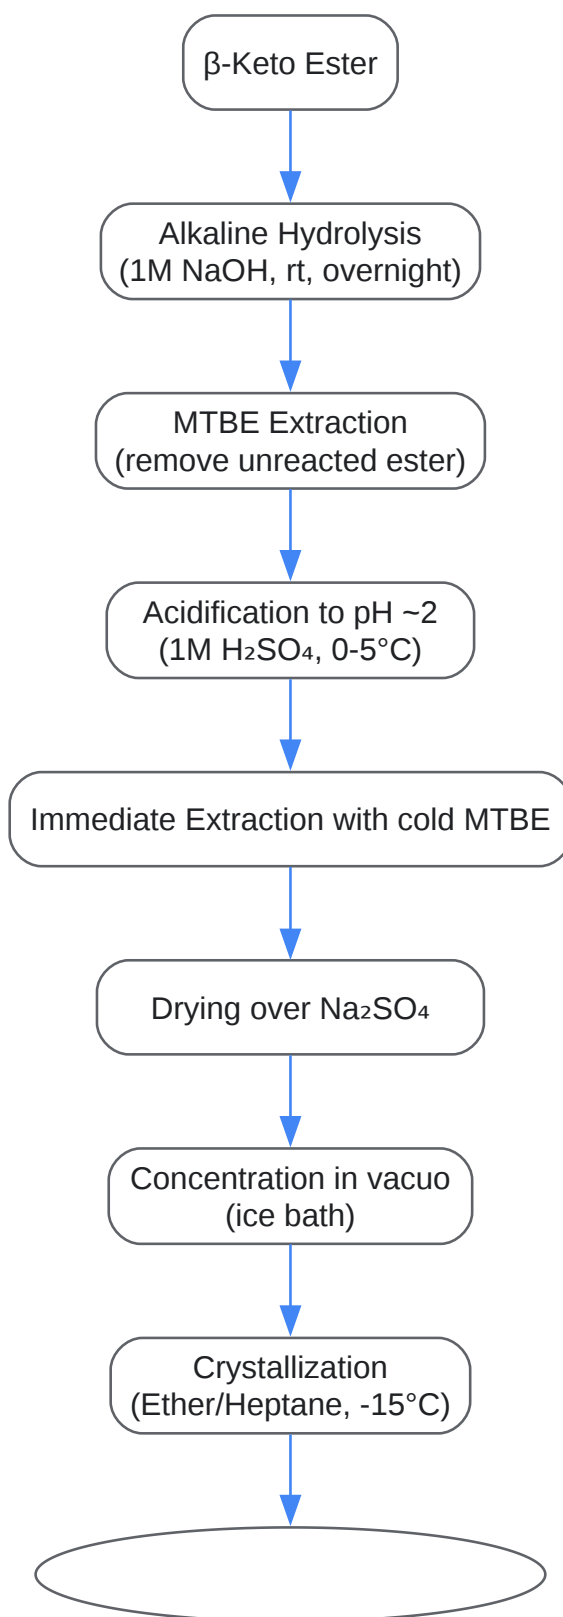 β-Keto Ester
Alkaline Hydrolysis
(1M NaOH, rt, overnight)
MTBE Extraction
(remove unreacted ester)
Acidification to pH ~2
(1M H₂SO₄, 0-5°C)
Immediate Extraction with cold MTBE
Drying over Na₂SO₄
Concentration in vacuo
(ice bath)
Crystallization
(Ether/Heptane, -15°C)